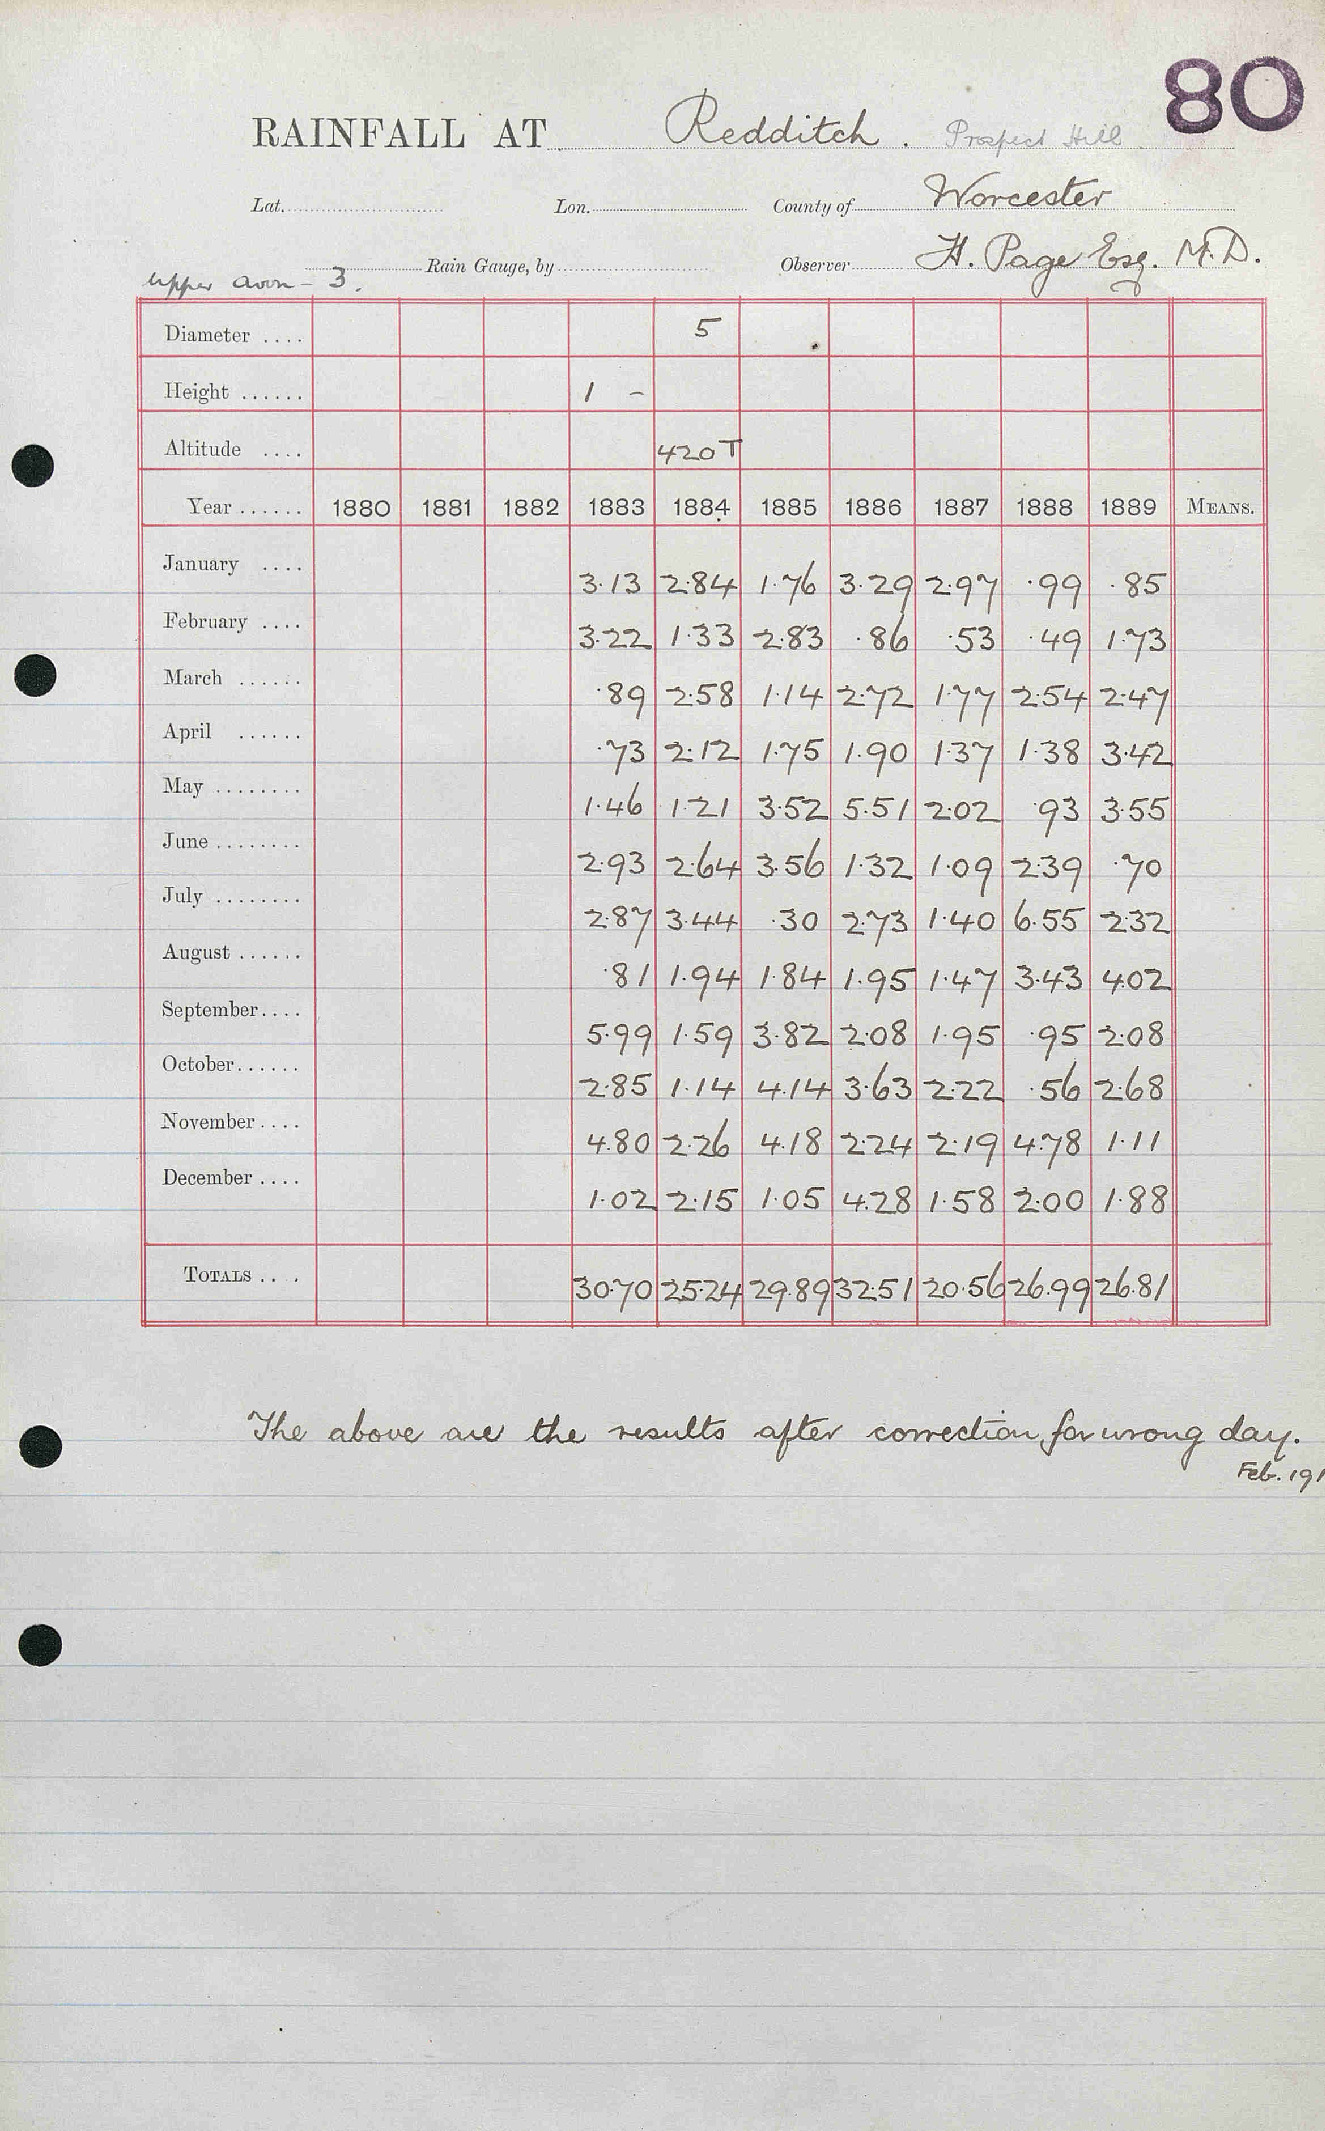 80
RAINFALL AT Redditch. Prospect Hill
Lat. Lon. County of Worcester
Rain Gauge, by Observer H. Page Esq. M.D.
Upper Avon - 3.
Diameter .... 5
Height ...... 1 -
Altitude .... 420 T
Year ...... 1880 1881 1882 1883 1884 1885 1886 1887 1888 1889 MEANS.
January .... 3.13 2.84 1.76 3.29 2.97 .99 .85
February .... 3.22 1.33 2.83 .86 .53 .49 1.73
March ...... .89 2.58 1.14 2.72 1.77 2.54 2.47
April ...... .73 2.12 1.75 1.90 1.37 1.38 3.42
May ........ 1.46 1.21 3.52 5.51 2.02 .93 3.55
June ........ 2.93 2.64 3.56 1.32 1.09 2.39 .70
July ........ 2.87 3.44 .30 2.73 1.40 6.55 2.32
August ...... .81 1.94 1.84 1.95 1.47 3.43 4.02
September.... 5.99 1.59 3.82 2.08 1.95 .95 2.08
October...... 2.85 1.14 4.14 3.63 2.22 .56 2.68
November.... 4.80 2.26 4.18 2.24 2.19 4.78 1.11
December.... 1.02 2.15 1.05 4.28 1.58 2.00 1.88
TOTALS ... 30.70 25.24 29.89 32.51 20.56 26.99 26.81
The above are the results after correction for wrong day.
Feb. 191